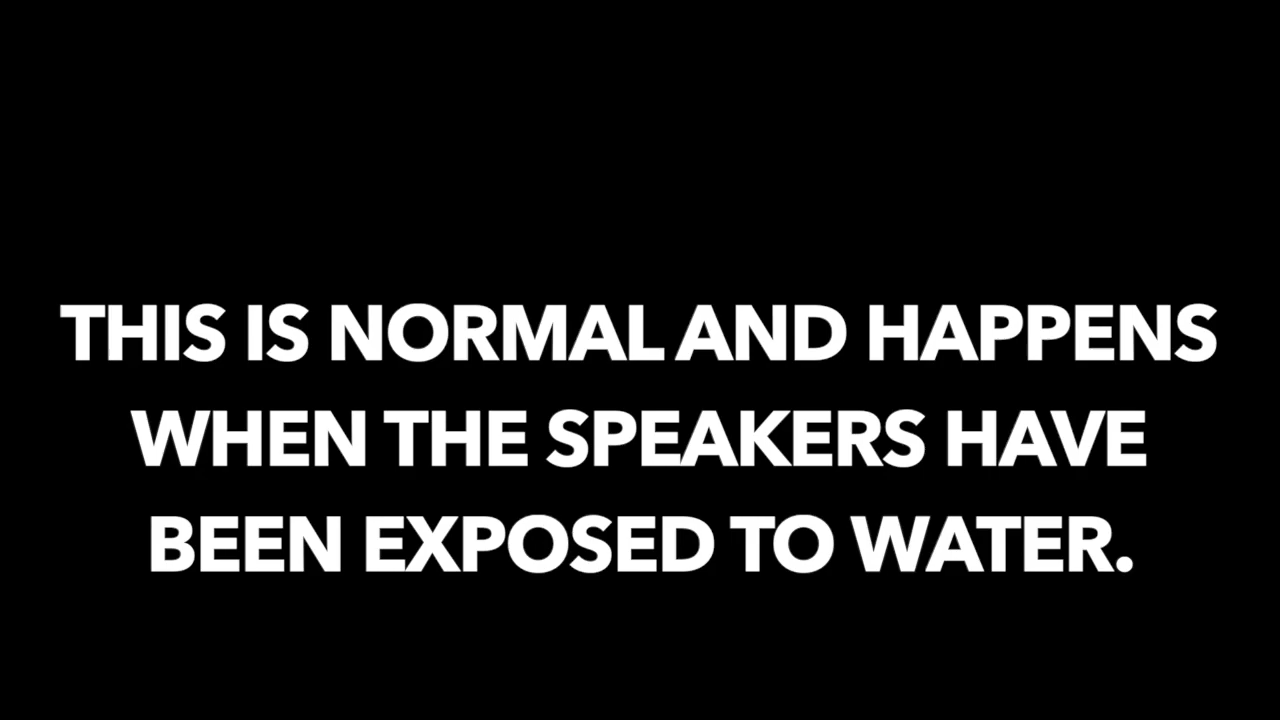 THIS IS NORMAL AND HAPPENS
WHEN THE SPEAKERS HAVE
BEEN EXPOSED TO WATER.